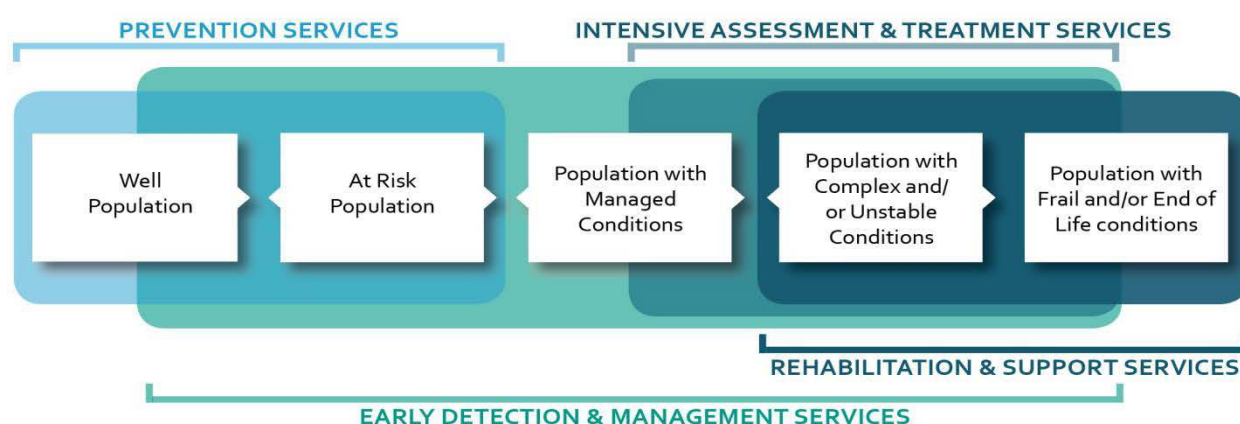 PREVENTION SERVICES
INTENSIVE ASSESSMENT & TREATMENT SERVICES
Well
Population
At Risk
Population
Population with
Managed
Conditions
Population with
Complex and/
or Unstable
Conditions
Population with
Frail and/or End of
Life conditions
REHABILITATION & SUPPORT SERVICES
EARLY DETECTION & MANAGEMENT SERVICES